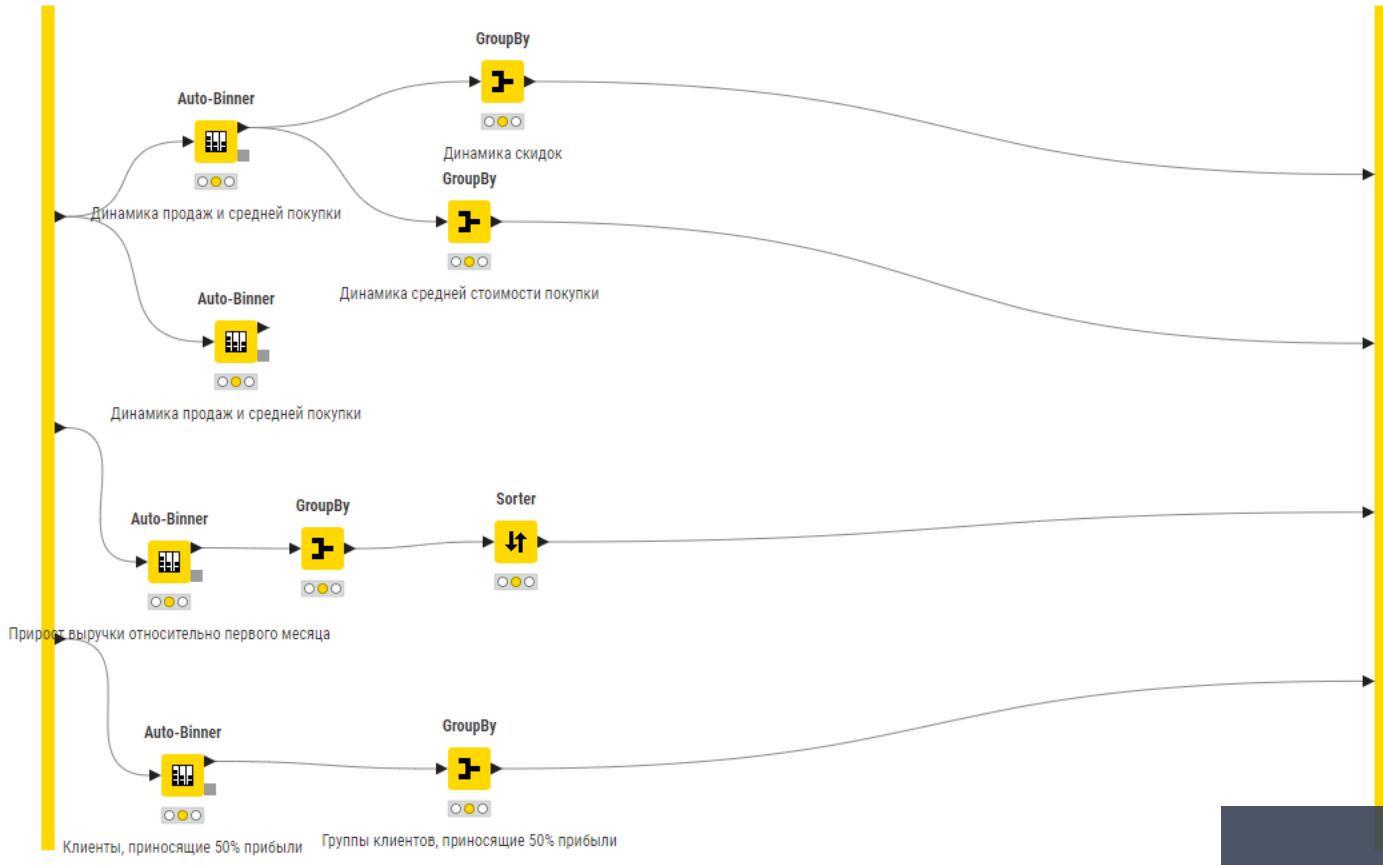 GroupBy
Auto-Binner
Динамика скидок
GroupBy
Динамика продаж и средней покупки
Auto-Binner
Динамика средней стоимости покупки
Динамика продаж и средней покупки
Auto-Binner
GroupBy
Sorter
Прирост выручки относительно первого месяца
Auto-Binner
GroupBy
Клиенты, приносящие 50% прибыли
Группы клиентов, приносящие 50% прибыли